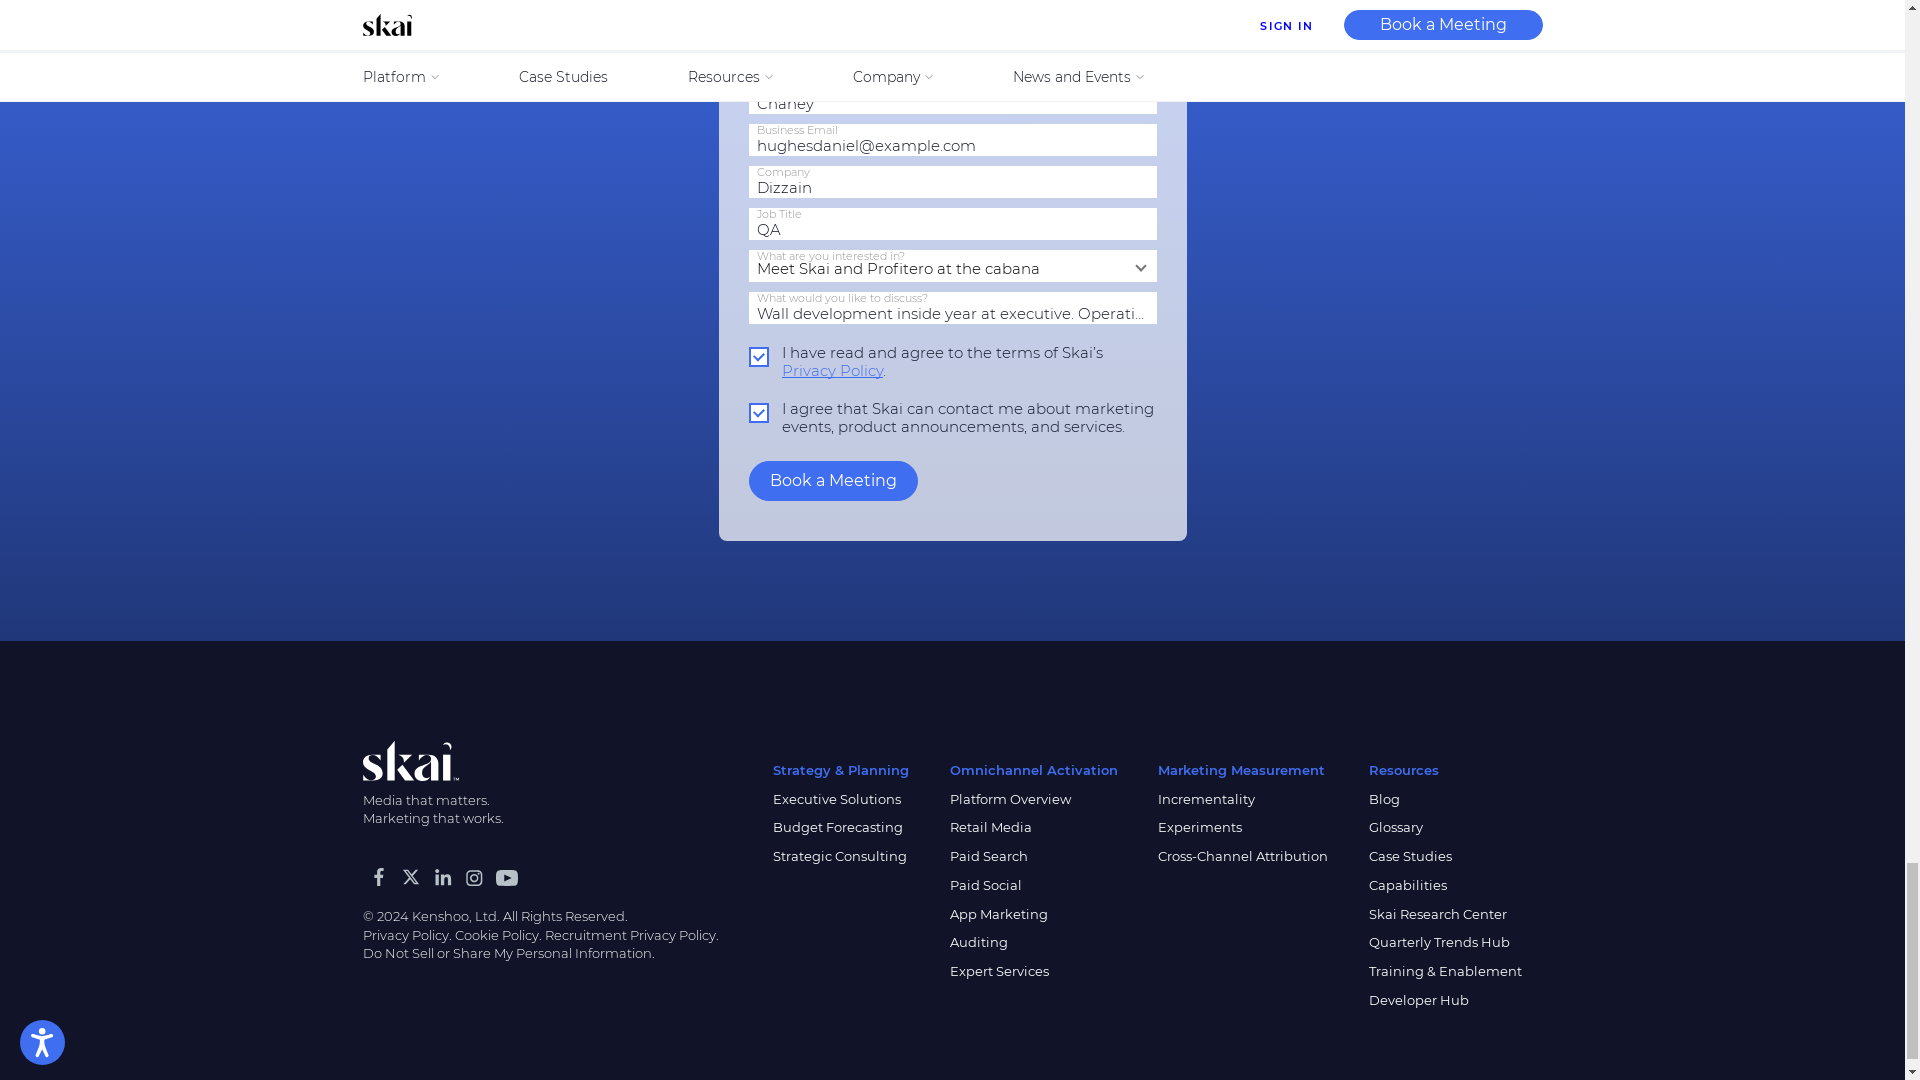 skai
SIGN IN
Book a Meeting
Platform
Case Studies
Resources
Company
News and Events
Chaney
Business Email
hughesdaniel@example.com
Company
Dizzain
Job Title
QA
What are you interested in?
Meet Skai and Profitero at the cabana
What would you like to discuss?
Wall development inside year at executive. Operati...
I have read and agree to the terms of Skai’s
Privacy Policy.
I agree that Skai can contact me about marketing
events, product announcements, and services.
Book a Meeting
skai™
Media that matters.
Marketing that works.
© 2024 Kenshoo, Ltd. All Rights Reserved.
Privacy Policy. Cookie Policy. Recruitment Privacy Policy.
Do Not Sell or Share My Personal Information.
Strategy & Planning
Executive Solutions
Budget Forecasting
Strategic Consulting
Omnichannel Activation
Platform Overview
Retail Media
Paid Search
Paid Social
App Marketing
Auditing
Expert Services
Marketing Measurement
Incrementality
Experiments
Cross-Channel Attribution
Resources
Blog
Glossary
Case Studies
Capabilities
Skai Research Center
Quarterly Trends Hub
Training & Enablement
Developer Hub